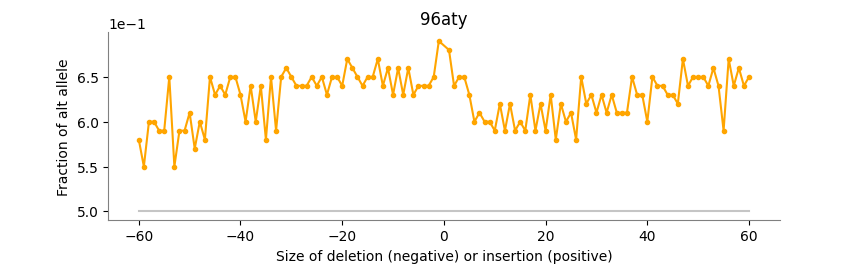 96aty
1e−1
Fraction of alt allele
6.5
6.0
5.5
5.0
−60 −40 −20 0 20 40 60
Size of deletion (negative) or insertion (positive)